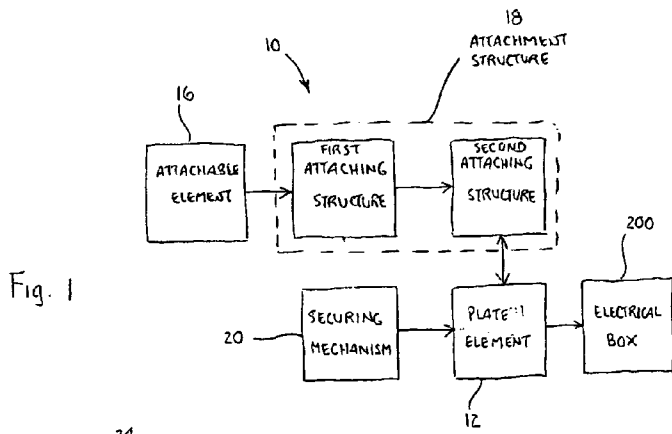 18
ATTACHMENT
STRUCTURE
10
16
FIRST
ATTACHING
STRUCTURE
SECOND
ATTACHING
STRUCTURE
ATTACHABLE
ELEMENT
200
Fig. 1
SECURING
MECHANISM
PLATE
ELEMENT
ELECTRICAL
BOX
20
12